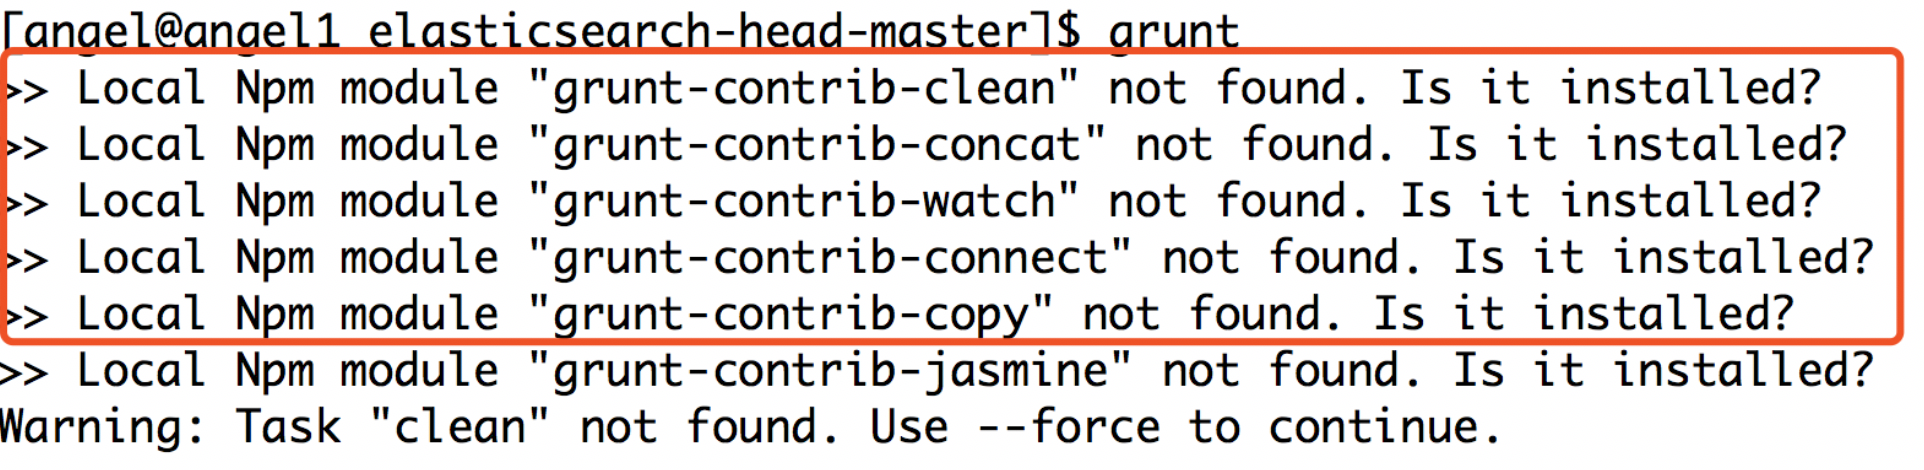 [angel@angel1 elasticsearch-head-master]$ grunt
>> Local Npm module "grunt-contrib-clean" not found. Is it installed?
>> Local Npm module "grunt-contrib-concat" not found. Is it installed?
>> Local Npm module "grunt-contrib-watch" not found. Is it installed?
>> Local Npm module "grunt-contrib-connect" not found. Is it installed?
>> Local Npm module "grunt-contrib-copy" not found. Is it installed?
>> Local Npm module "grunt-contrib-jasmine" not found. Is it installed?
Warning: Task "clean" not found. Use --force to continue.